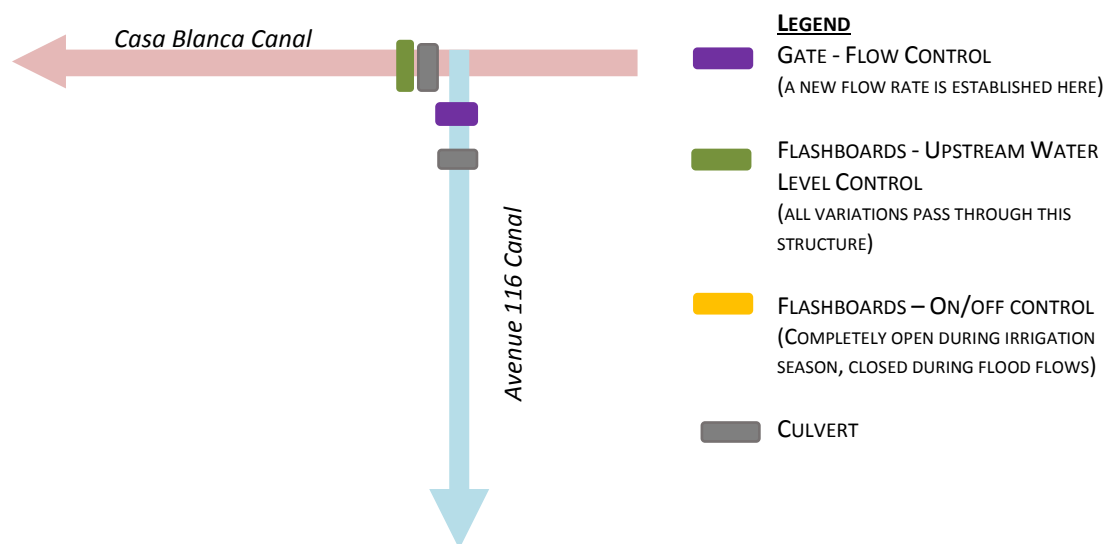 Casa Blanca Canal
Avenue 116 Canal
LEGEND
GATE - FLOW CONTROL
(A NEW FLOW RATE IS ESTABLISHED HERE)
FLASHBOARDS - UPSTREAM WATER
LEVEL CONTROL
(ALL VARIATIONS PASS THROUGH THIS
STRUCTURE)
FLASHBOARDS – ON/OFF CONTROL
(COMPLETELY OPEN DURING IRRIGATION
SEASON, CLOSED DURING FLOOD FLOWS)
CULVERT